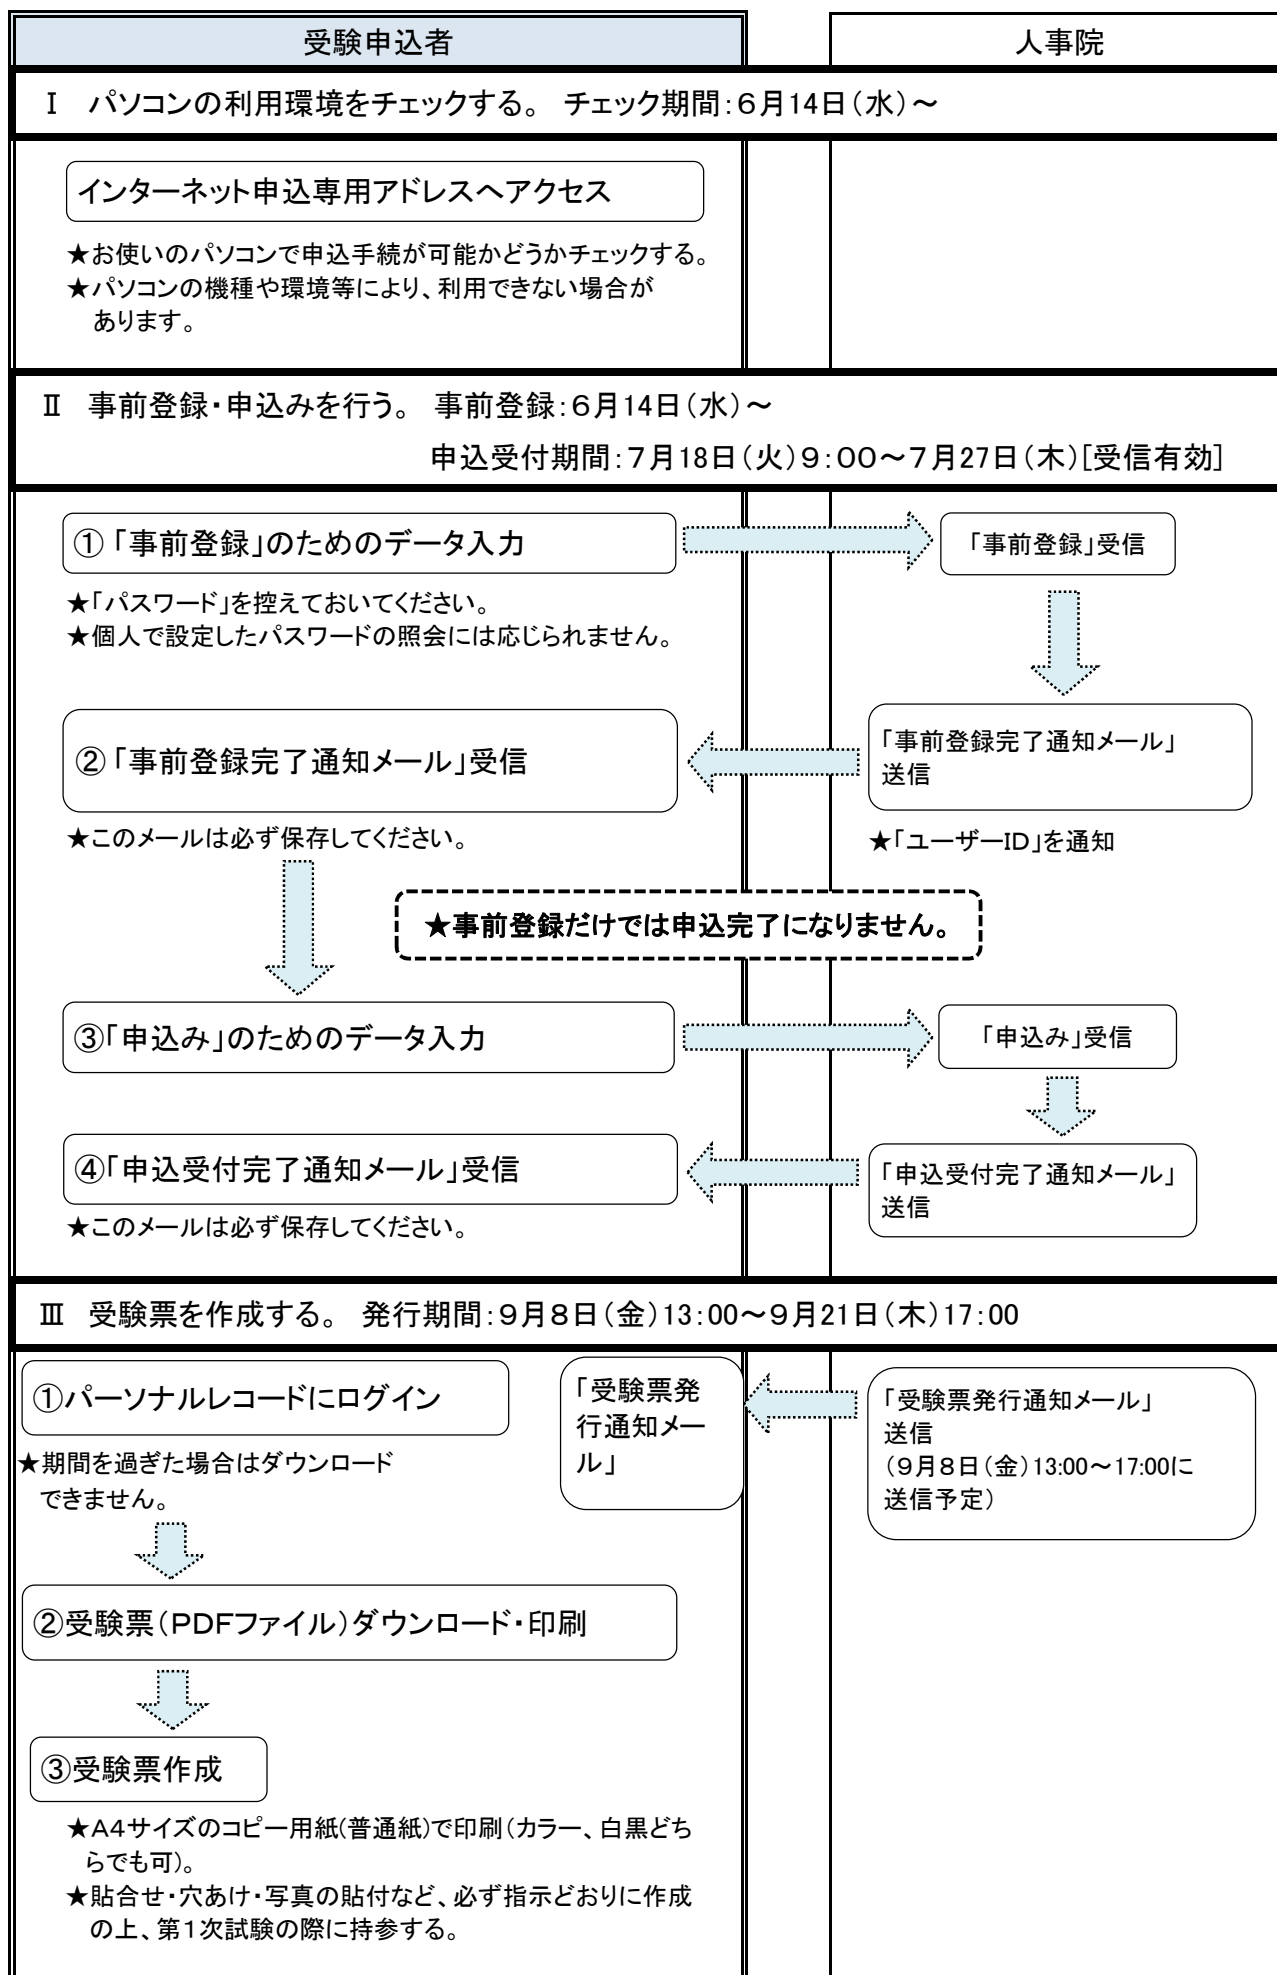 受験申込者
人事院
Ⅰ　パソコンの利用環境をチェックする。　チェック期間：６月14日（水）～
インターネット申込専用アドレスへアクセス
★お使いのパソコンで申込手続が可能かどうかチェックする。
★パソコンの機種や環境等により、利用できない場合が
あります。
Ⅱ　事前登録・申込みを行う。　事前登録：６月14日（水）～
申込受付期間：７月18日（火）９：００～７月27日（木）[受信有効]
①「事前登録」のためのデータ入力
「事前登録」受信
★「パスワード」を控えておいてください。
★個人で設定したパスワードの照会には応じられません。
②「事前登録完了通知メール」受信
「事前登録完了通知メール」
送信
★このメールは必ず保存してください。
★「ユーザーID」を通知
★事前登録だけでは申込完了になりません。
③「申込み」のためのデータ入力
「申込み」受信
④「申込受付完了通知メール」受信
「申込受付完了通知メール」
送信
★このメールは必ず保存してください。
Ⅲ　受験票を作成する。　発行期間：９月８日（金）13：00～９月21日（木）17：00
①パーソナルレコードにログイン
★期間を過ぎた場合はダウンロード
できません。
「受験票発
行通知メー
ル」
「受験票発行通知メール」
送信
（９月８日（金）13:00～17:00に
送信予定）
②受験票（ＰＤＦファイル）ダウンロード・印刷
③受験票作成
★Ａ４サイズのコピー用紙(普通紙)で印刷（カラー、白黒どち
らでも可）。
★貼合せ・穴あけ・写真の貼付など、必ず指示どおりに作成
の上、第１次試験の際に持参する。